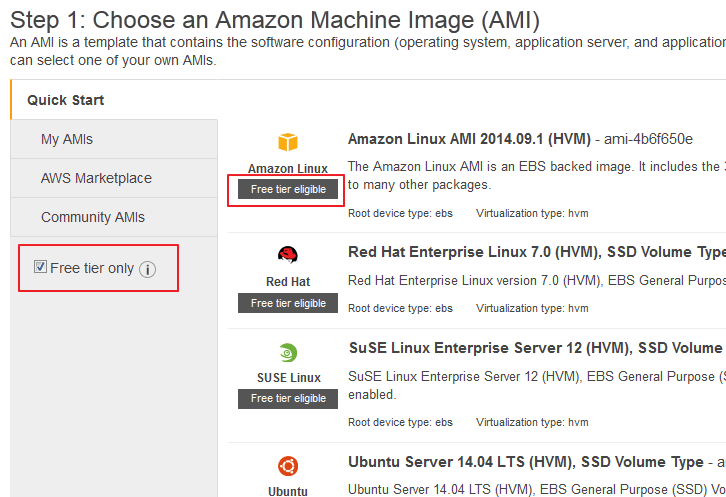 Step 1: Choose an Amazon Machine Image (AMI)
An AMI is a template that contains the software configuration (operating system, application server, and application
can select one of your own AMIs.
Quick Start
My AMIs
AWS Marketplace
Community AMIs
Free tier only
Amazon Linux
Free tier eligible
Amazon Linux AMI 2014.09.1 (HVM) - ami-4b6f650e
The Amazon Linux AMI is an EBS backed image. It includes the 3
to many other packages.
Root device type: ebs Virtualization type: hvm
Red Hat
Free tier eligible
Red Hat Enterprise Linux 7.0 (HVM), SSD Volume Type
Red Hat Enterprise Linux version 7.0 (HVM), EBS General Purpos
Root device type: ebs Virtualization type: hvm
SUSE Linux
Free tier eligible
SuSE Linux Enterprise Server 12 (HVM), SSD Volume
SuSE Linux Enterprise Server 12 (HVM), EBS General Purpose (S
enabled.
Root device type: ebs Virtualization type: hvm
Ubuntu
Ubuntu Server 14.04 LTS (HVM), SSD Volume Type - a
Ubuntu Server 14.04 LTS (HVM), EBS General Purpose (SSD) Vo